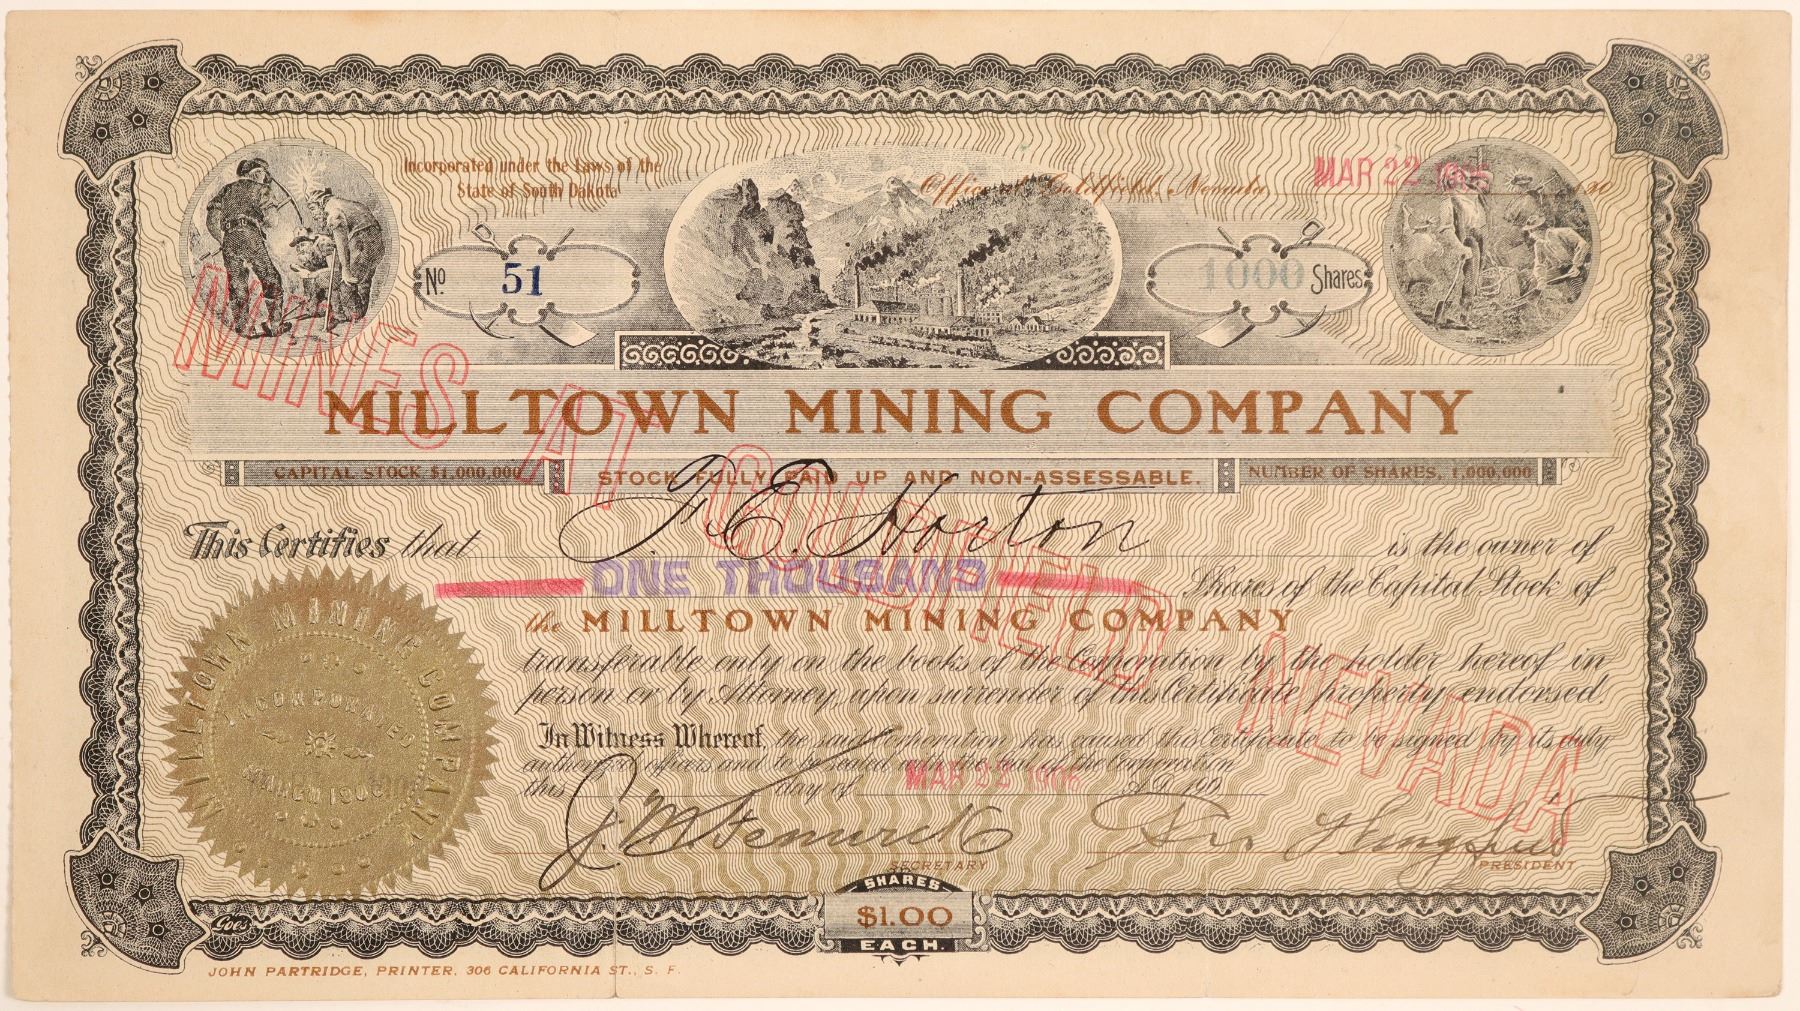 Incorporated under the Laws of the
State of South Dakota
Office at Goldfield, Nevada, MAR 22 1906 190
No 51
1000 Shares
MINES AT GOLDFIELD NEVADA
MILLTOWN MINING COMPANY
CAPITAL STOCK $1,000,000 STOCK FULLY PAID UP AND NON-ASSESSABLE. NUMBER OF SHARES, 1,000,000
This Certifies that F. E. Horton is the owner of
ONE THOUSAND Shares of the Capital Stock of
the MILLTOWN MINING COMPANY
transferable only on the books of the Corporation by the holder hereof in
person or by Attorney, upon surrender of this Certificate properly endorsed.
In Witness Whereof, the said Corporation has caused this Certificate to be signed by its duly
authorized officers and to be sealed with the seal of the Corporation
this day of MAR 22 1906 A.D. 190
SECRETARY PRESIDENT
MILLTOWN MINING COMPANY
INCORPORATED
MARCH 1906
SHARES
$1.00
EACH.
Goes
JOHN PARTRIDGE, PRINTER, 306 CALIFORNIA ST., S. F.